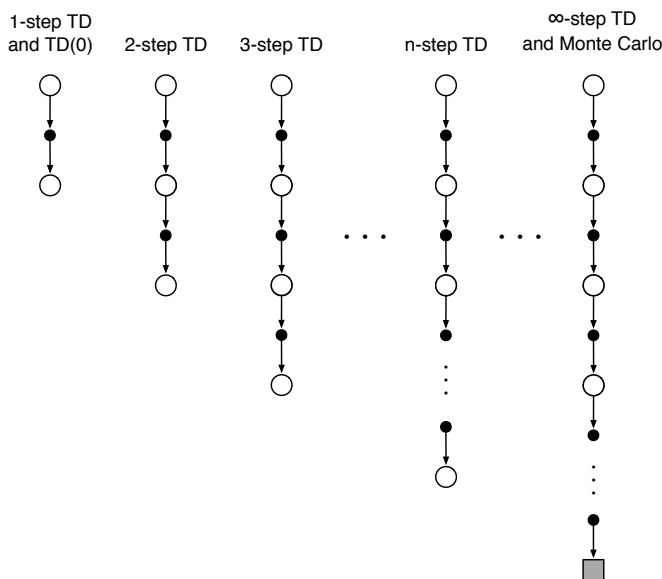 1-step TD
and TD(0)
2-step TD
3-step TD
n-step TD
∞-step TD
and Monte Carlo